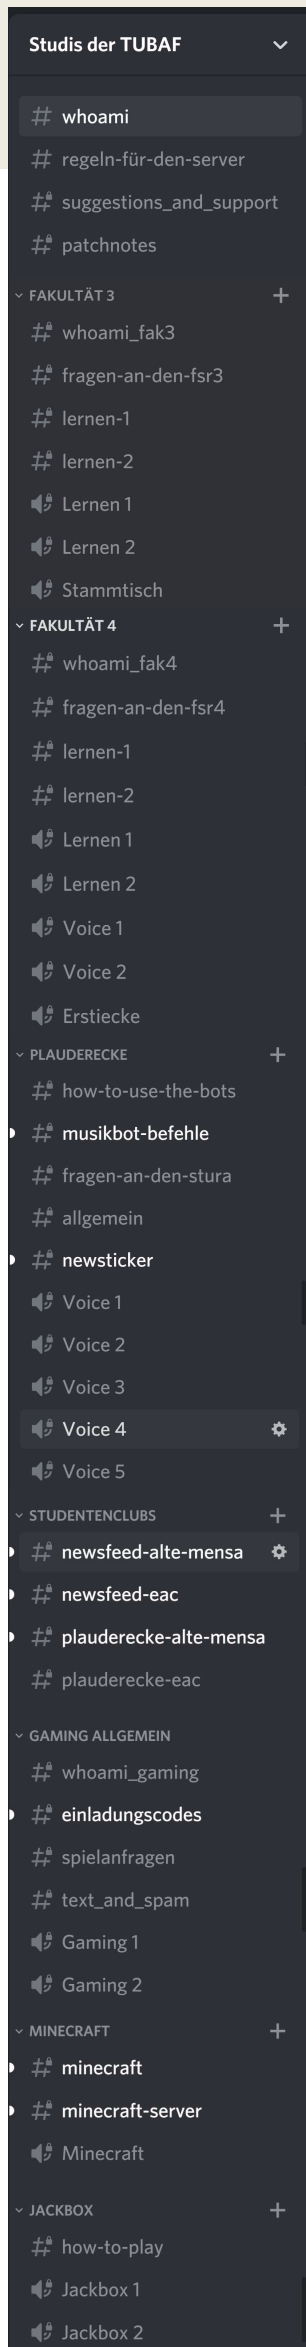 Studis der TUBAF
whoami
regeln-für-den-server
suggestions_and_support
patchnotes
FAKULTÄT 3
whoami_fak3
fragen-an-den-fsr3
lernen-1
lernen-2
Lernen 1
Lernen 2
Stammtisch
FAKULTÄT 4
whoami_fak4
fragen-an-den-fsr4
lernen-1
lernen-2
Lernen 1
Lernen 2
Voice 1
Voice 2
Erstiecke
PLAUDERECKE
how-to-use-the-bots
musikbot-befehle
fragen-an-den-stura
allgemein
newsticker
Voice 1
Voice 2
Voice 3
Voice 4
Voice 5
STUDENTENCLUBS
newsfeed-alte-mensa
newsfeed-eac
plauderecke-alte-mensa
plauderecke-eac
GAMING ALLGEMEIN
whoami_gaming
einladungscodes
spielanfragen
text_and_spam
Gaming 1
Gaming 2
MINECRAFT
minecraft
minecraft-server
Minecraft
JACKBOX
how-to-play
Jackbox 1
Jackbox 2